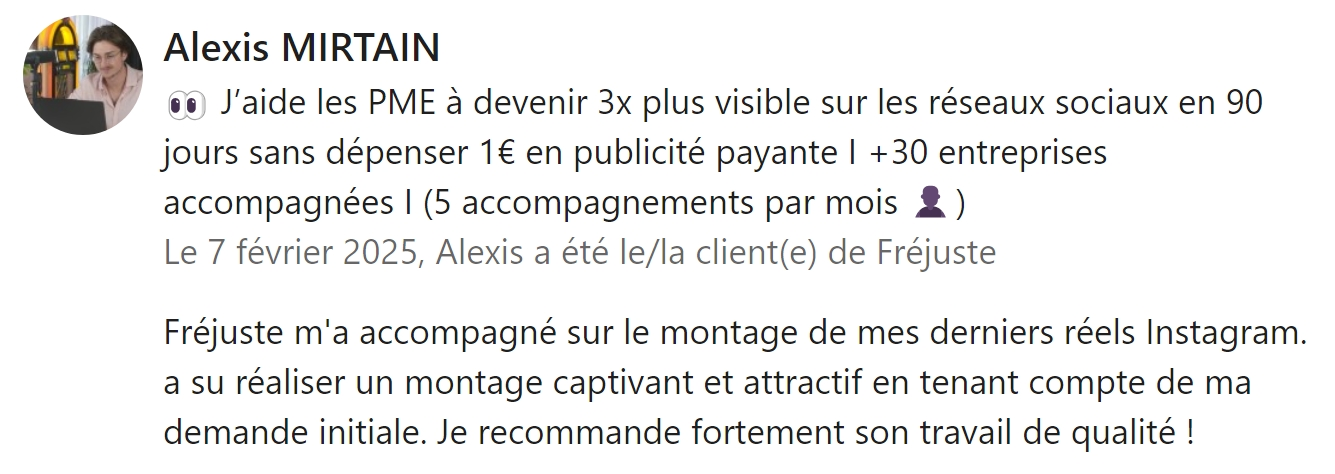 Alexis MIRTAIN
👀 J’aide les PME à devenir 3x plus visible sur les réseaux sociaux en 90
jours sans dépenser 1€ en publicité payante I +30 entreprises
accompagnées I (5 accompagnements par mois 👤 )
Le 7 février 2025, Alexis a été le/la client(e) de Fréjuste
Fréjuste m'a accompagné sur le montage de mes derniers réels Instagram.
a su réaliser un montage captivant et attractif en tenant compte de ma
demande initiale. Je recommande fortement son travail de qualité !